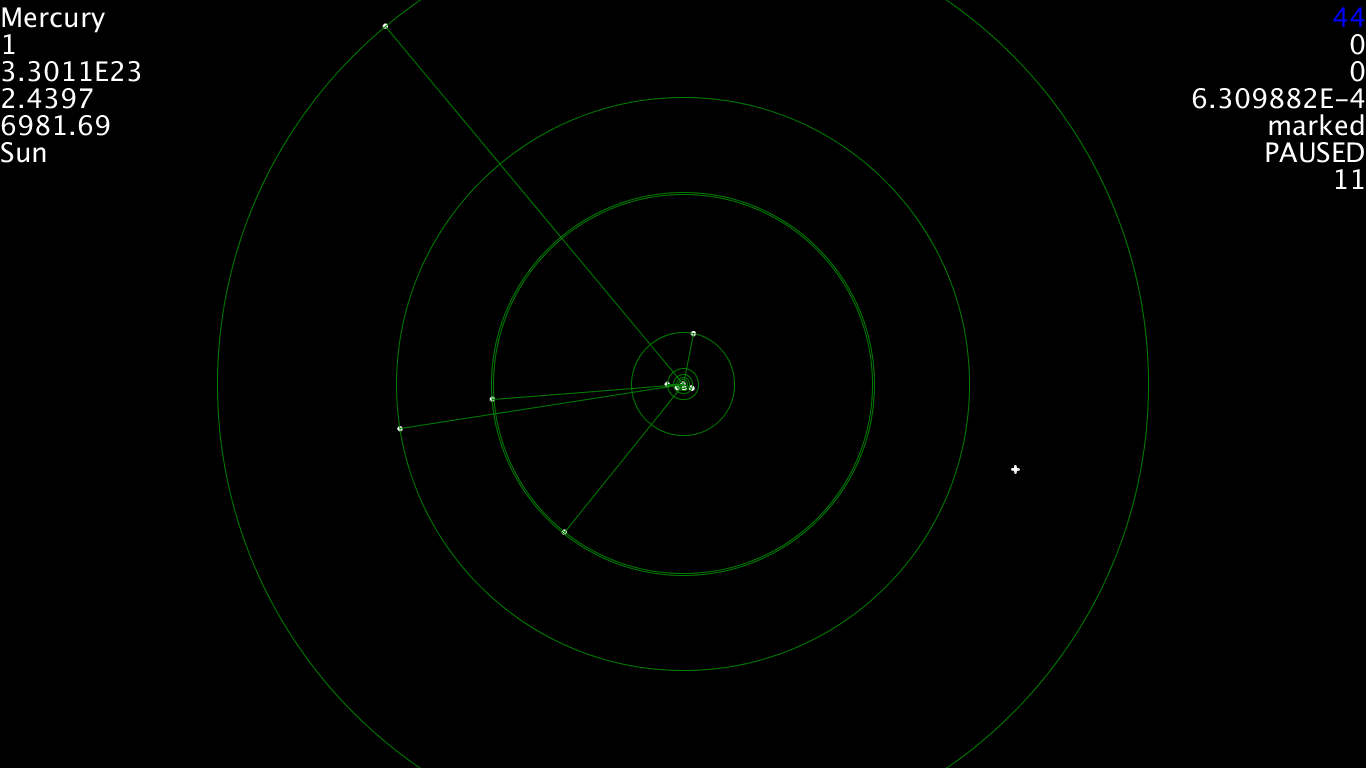 Mercury
1
3.3011E23
2.4397
6981.69
Sun
44
0
0
6.309882E-4
marked
PAUSED
11